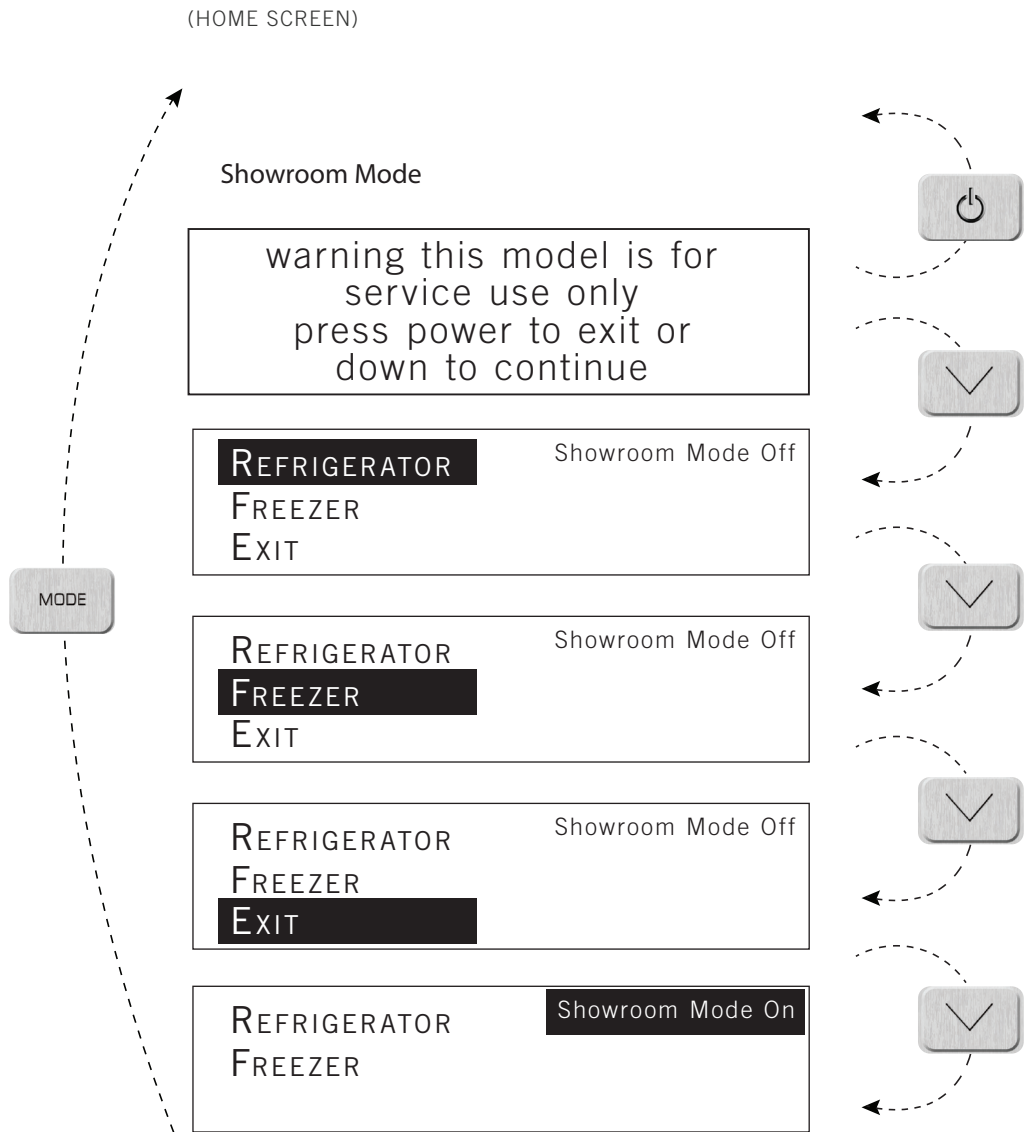 (HOME SCREEN)
Showroom Mode
warning this model is for
service use only
press power to exit or
down to continue
REFRIGERATOR
Showroom Mode Off
FREEZER
EXIT
MODE
REFRIGERATOR
Showroom Mode Off
FREEZER
EXIT
REFRIGERATOR
Showroom Mode Off
FREEZER
EXIT
REFRIGERATOR
Showroom Mode On
FREEZER